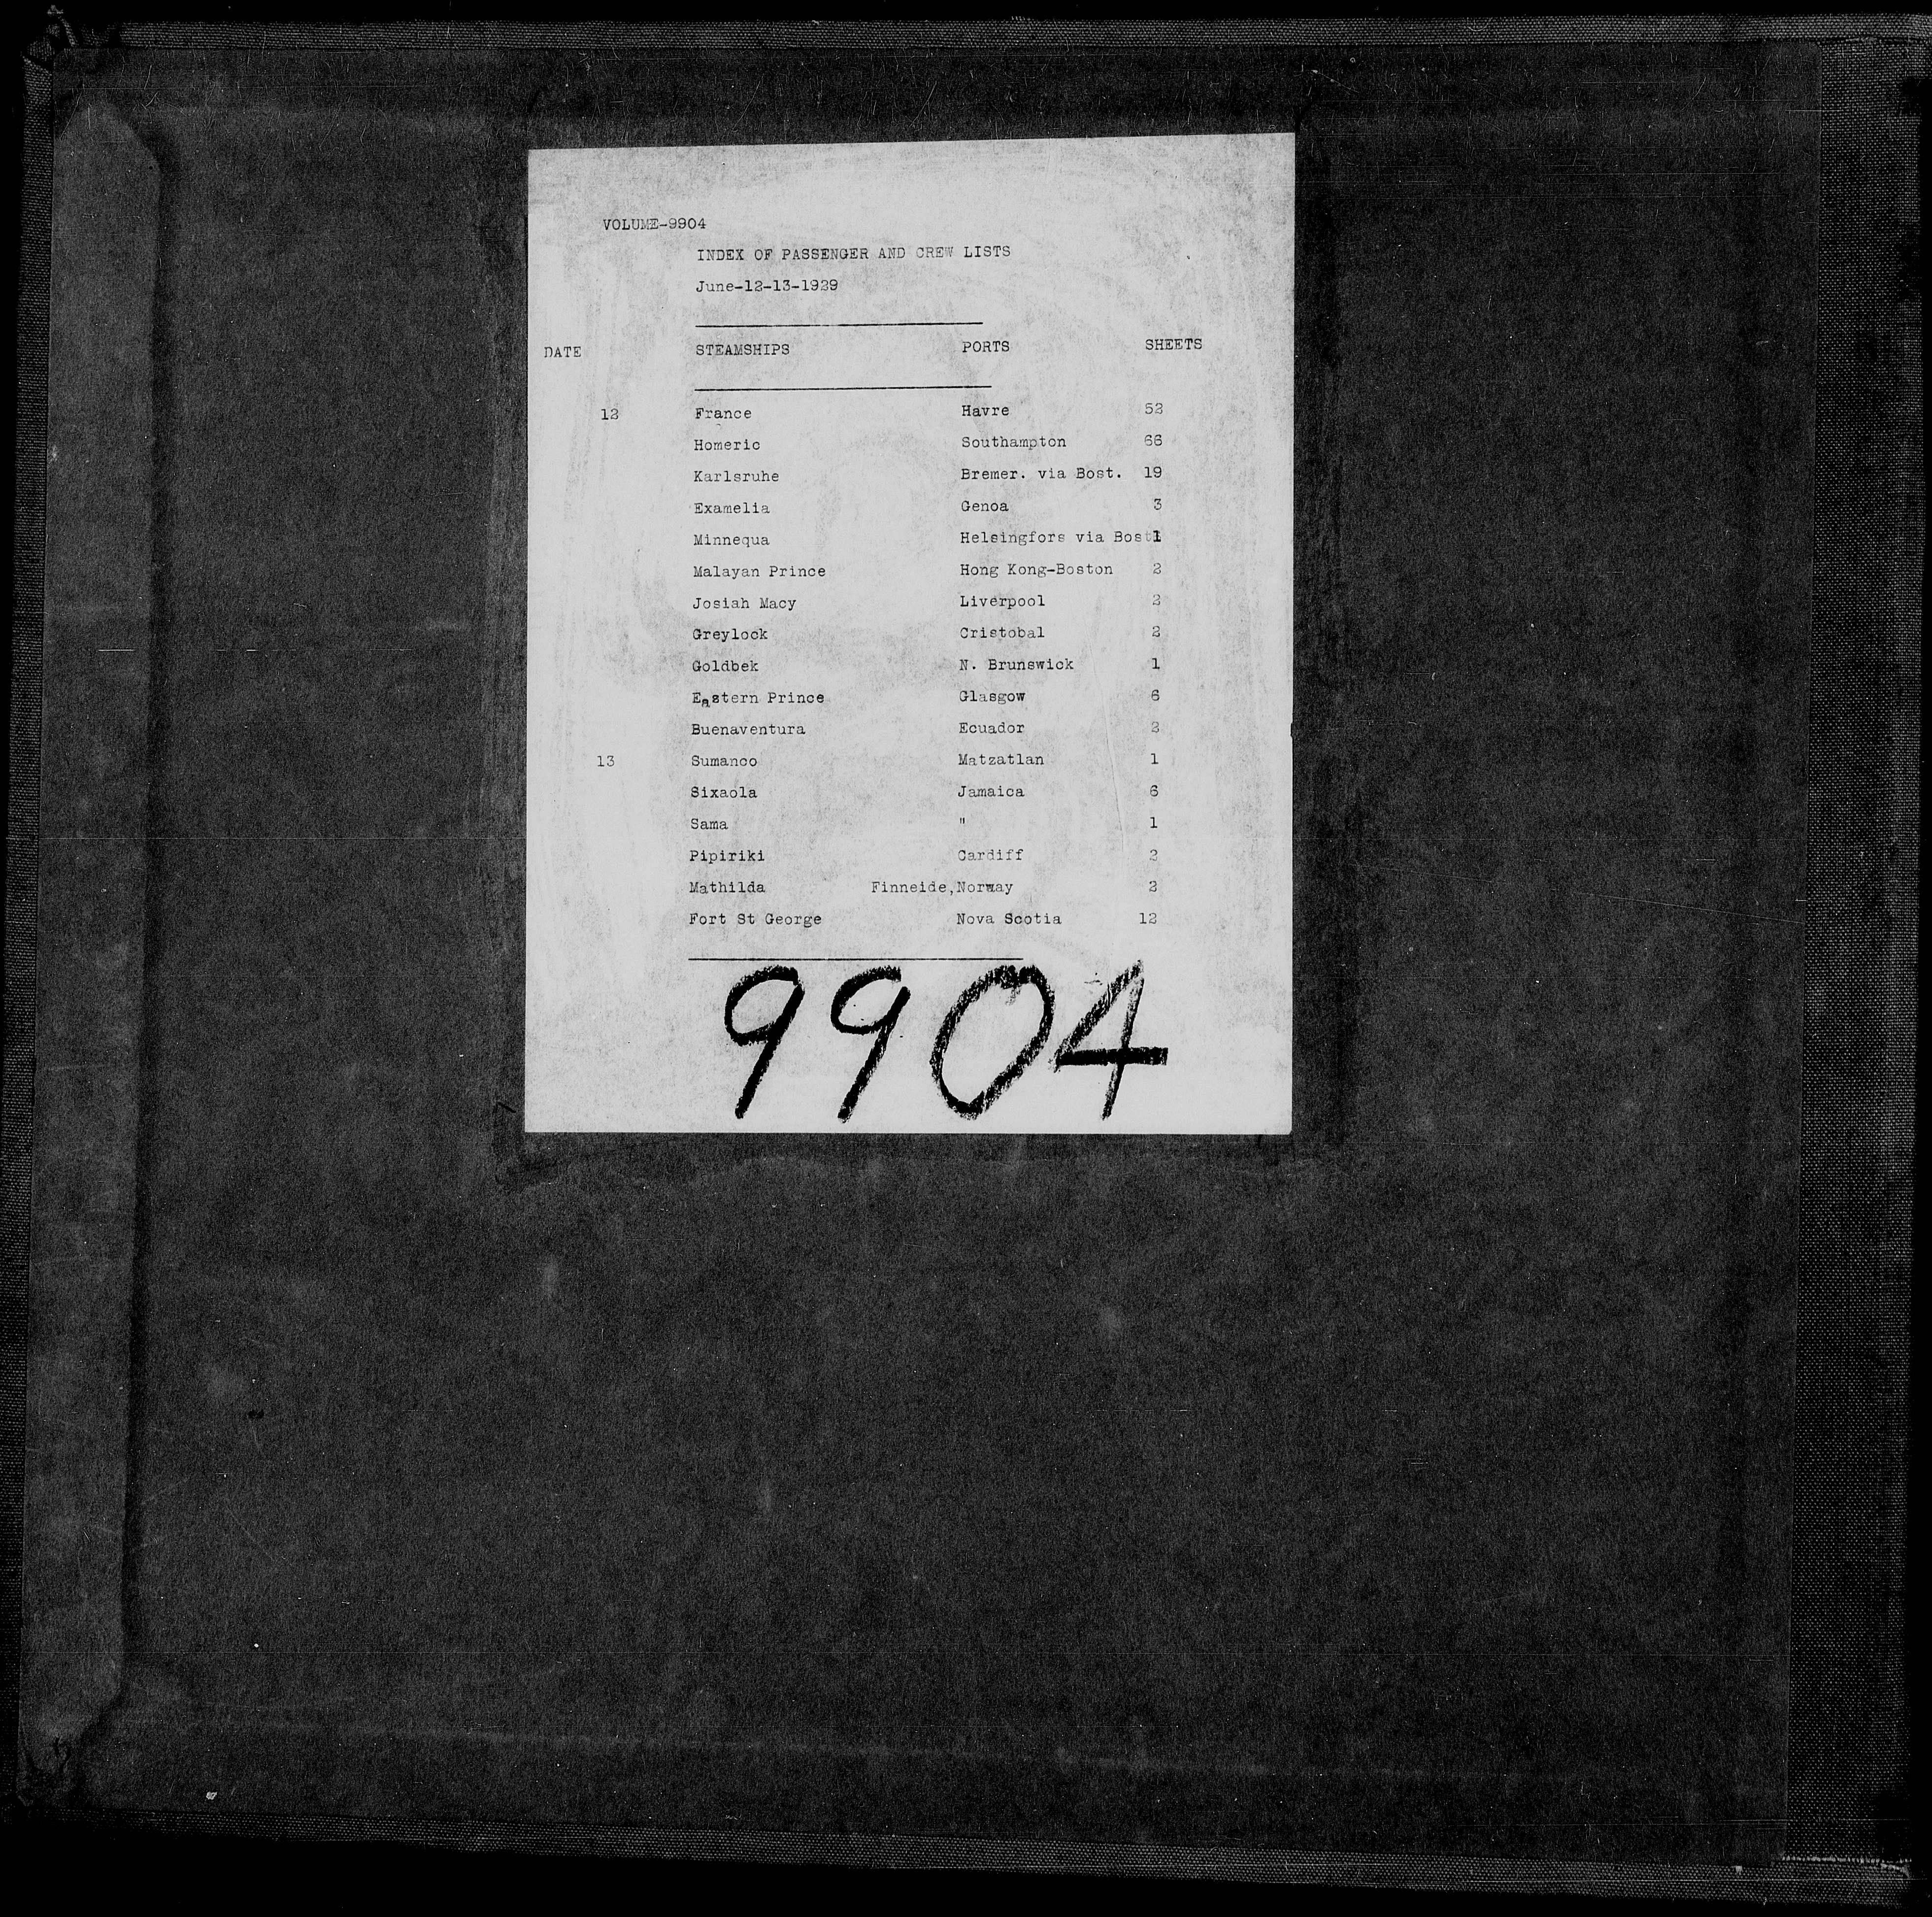 VOLUME-9904
INDEX OF PASSENGER AND CREW LISTS
June-12-13-1929
DATE STEAMSHIPS PORTS SHEETS
12 France Havre 52
Homeric Southampton 66
Karlsruhe Bremer. via Bost. 19
Examelia Genoa 3
Minnequa Helsingfors via Bost 1
Malayan Prince Hong Kong-Boston 2
Josiah Macy Liverpool 2
Greylock Cristobal 2
Goldbek N. Brunswick 1
Eastern Prince Glasgow 6
Buenaventura Ecuador 2
13 Sumanco Matzatlan 1
Sixaola Jamaica 6
Sama " 1
Pipiriki Cardiff 2
Mathilda Finneide,Norway 2
Fort St George Nova Scotia 12
9904